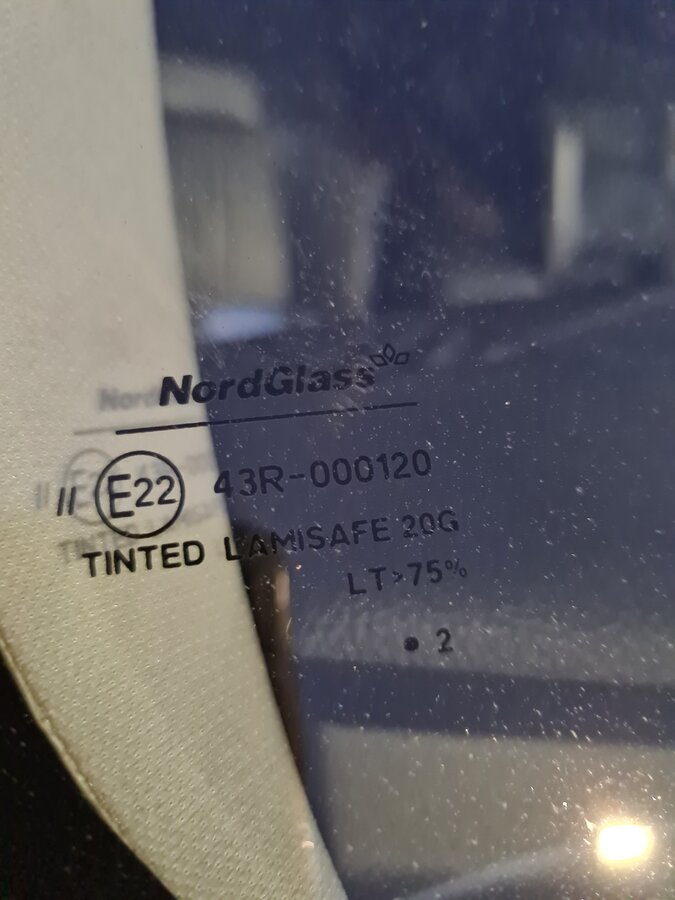 NordGlass
II E22 43R-000120
TINTED LAMISAFE 20G
LT>75%
• 2